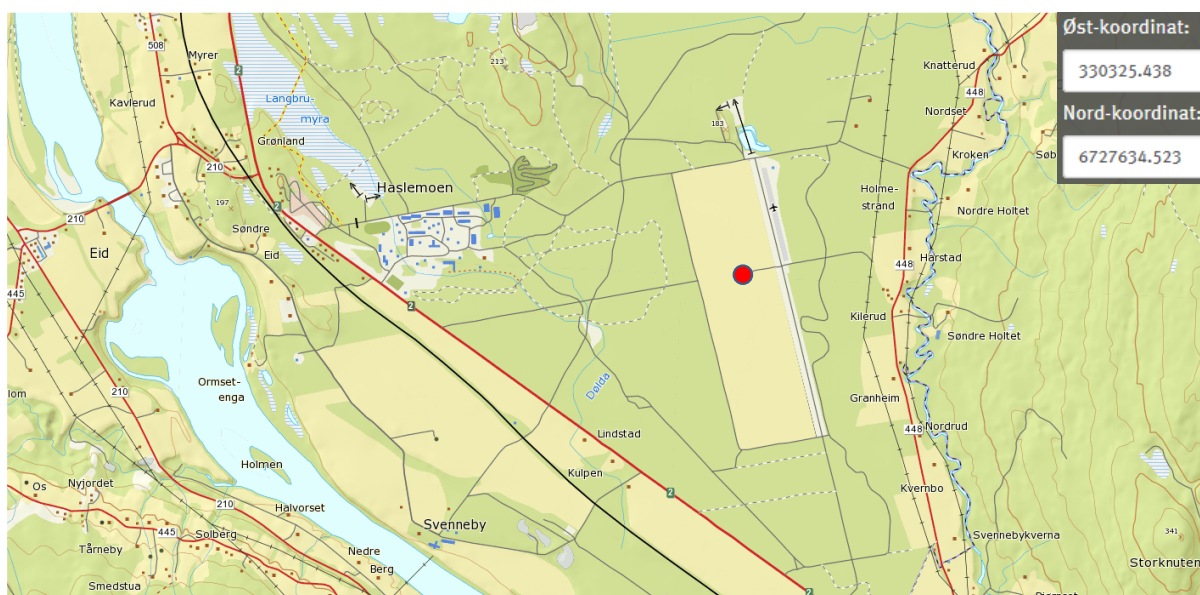 Øst-koordinat:
330325.438
Nord-koordinat:
6727634.523
508
Myrer
2
213
Knatterud
448
Kavlerud
Langbru-
myra
Nordset
183
Grønland
210
Kroken
Søb
Haslemoen
Holme-
strand
2
197
Nordre Holtet
210
Søndre
Eid
Eid
Harstad
448
445
2
Kilerud
Søndre Holtet
Ormset-
enga
Dølda
lom
210
Granheim
448
Nordrud
Lindstad
Holmen
Kulpen
Os
Nyjordet
2
Kvernbo
210
Halvorset
Svenneby
445
Solberg
341
Svennebykverna
Tårneby
Nedre
Berg
Storknuten
Smedstua
2